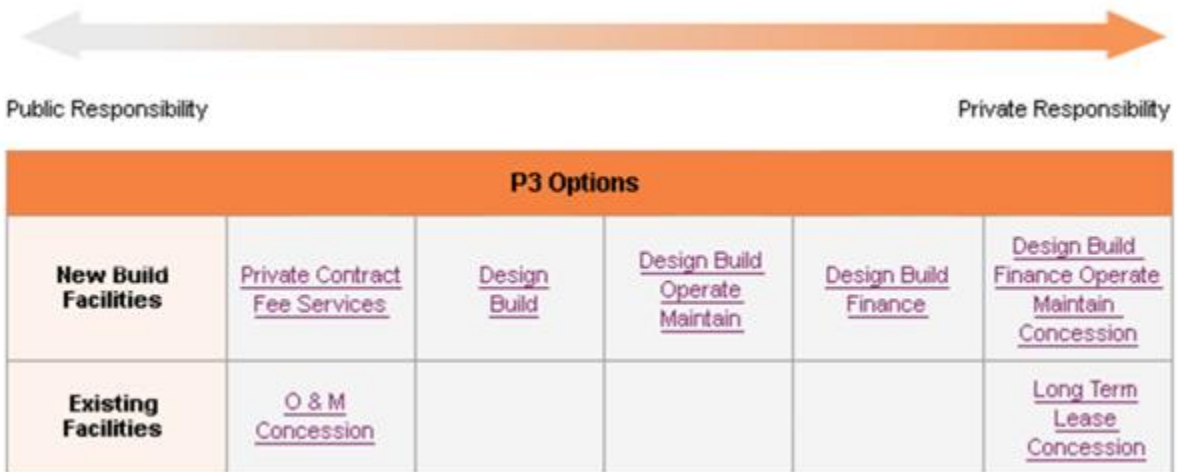 Public Responsibility
Private Responsibility
P3 Options
New Build
Facilities
Private Contract
Fee Services
Design
Build
Design Build
Operate
Maintain
Design Build
Finance
Design Build
Finance Operate
Maintain
Concession
Existing
Facilities
O & M
Concession
Long Term
Lease
Concession